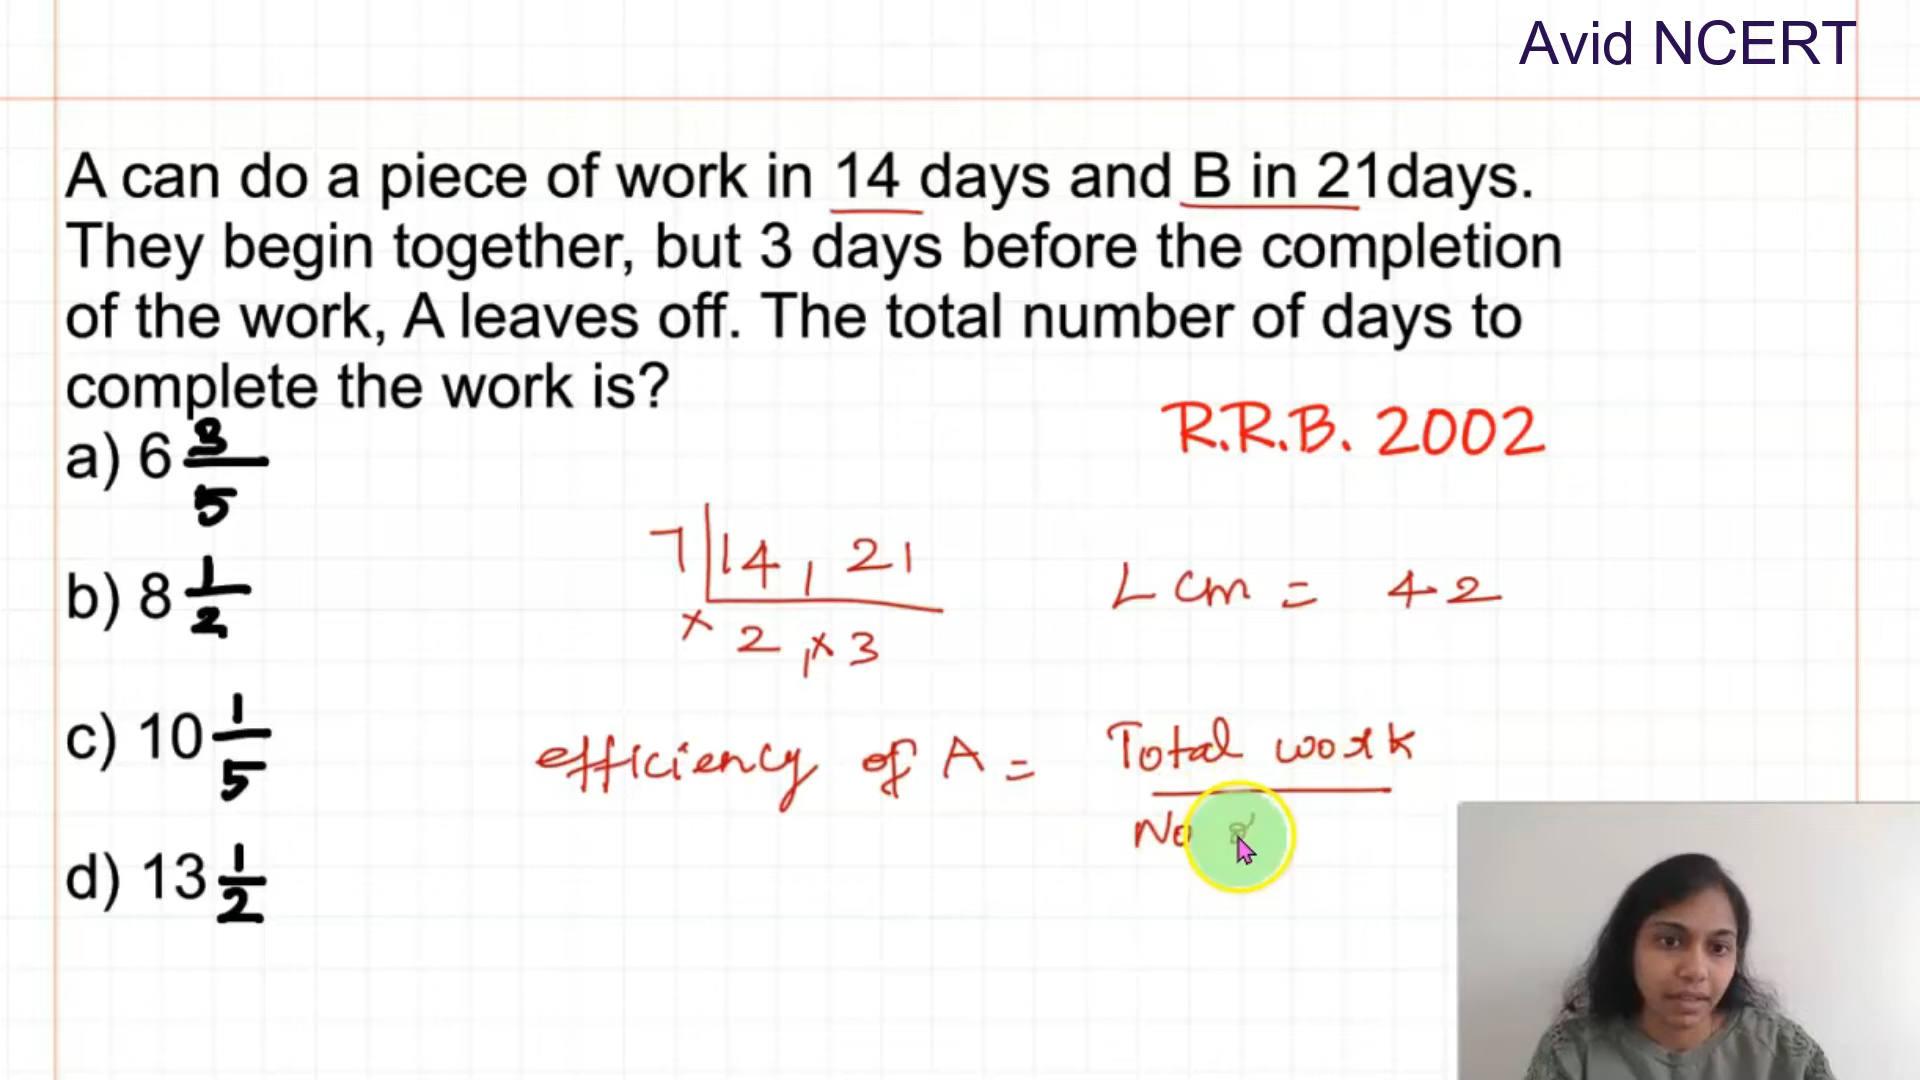 Avid NCERT
A can do a piece of work in 14 days and B in 21days.
They begin together, but 3 days before the completion
of the work, A leaves off. The total number of days to
complete the work is?
R.R.B. 2002
a) 6 3/5
b) 8 1/2
c) 10 1/5
d) 13 1/2
7 | 14, 21
× 2, × 3
Lcm = 42
efficiency of A = Total work
No